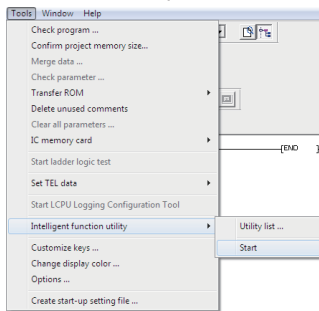 Tools Window Help
Check program ...
Confirm project memory size...
Merge data ...
Check parameter ...
Transfer ROM
Delete unused comments
Clear all parameters ...
IC memory card
Start ladder logic test
[END ]
Set TEL data
Start LCPU Logging Configuration Tool
Intelligent function utility
Utility list ...
Start
Customize keys ...
Change display color ...
Options ...
Create start-up setting file ...